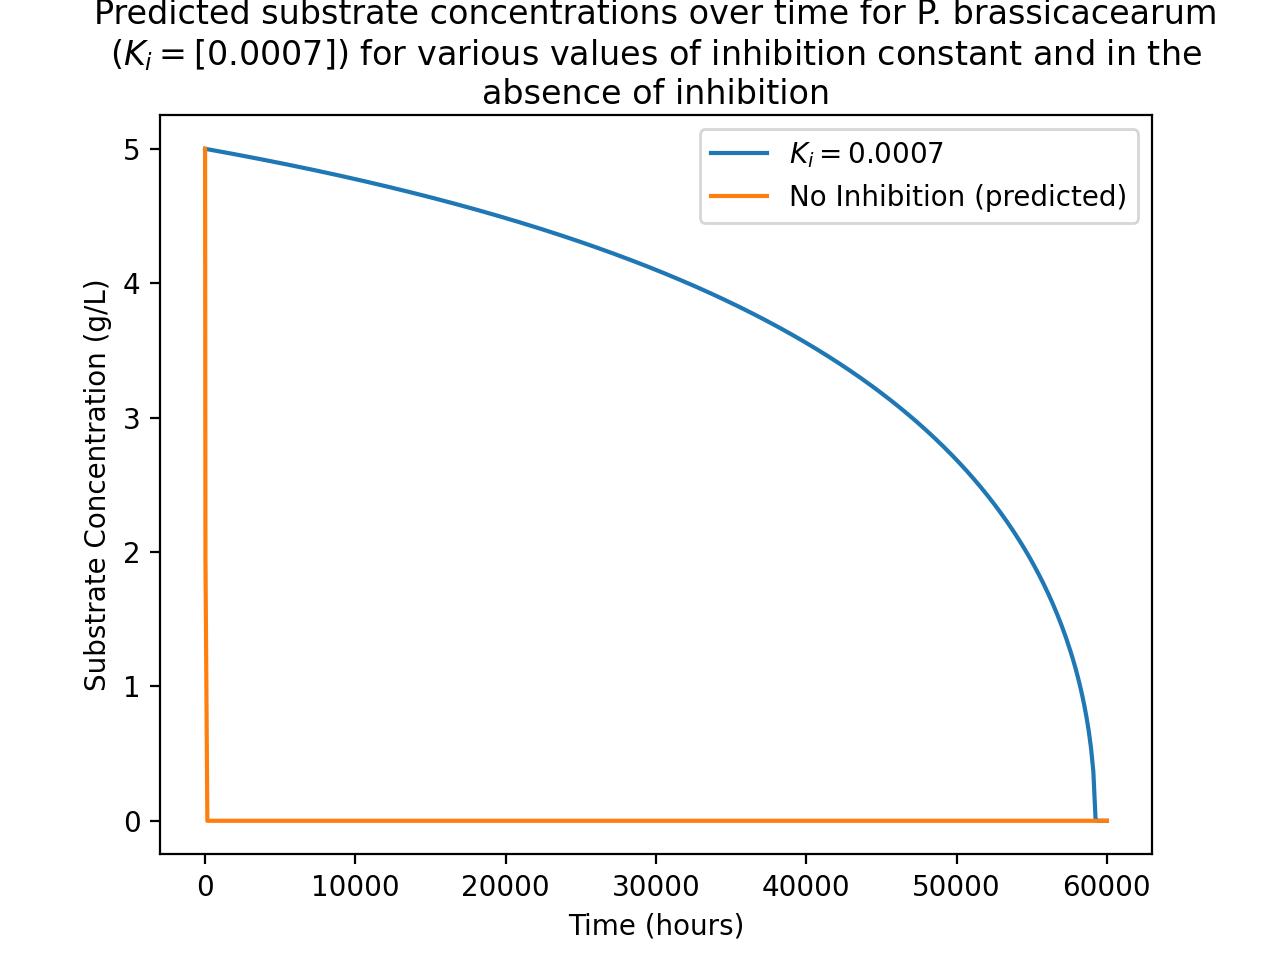 Predicted substrate concentrations over time for P. brassicacearum
(Kᵢ = [0.0007]) for various values of inhibition constant and in the
absence of inhibition
Kᵢ = 0.0007
No Inhibition (predicted)
Substrate Concentration (g/L)
5
4
3
2
1
0
0 10000 20000 30000 40000 50000 60000
Time (hours)